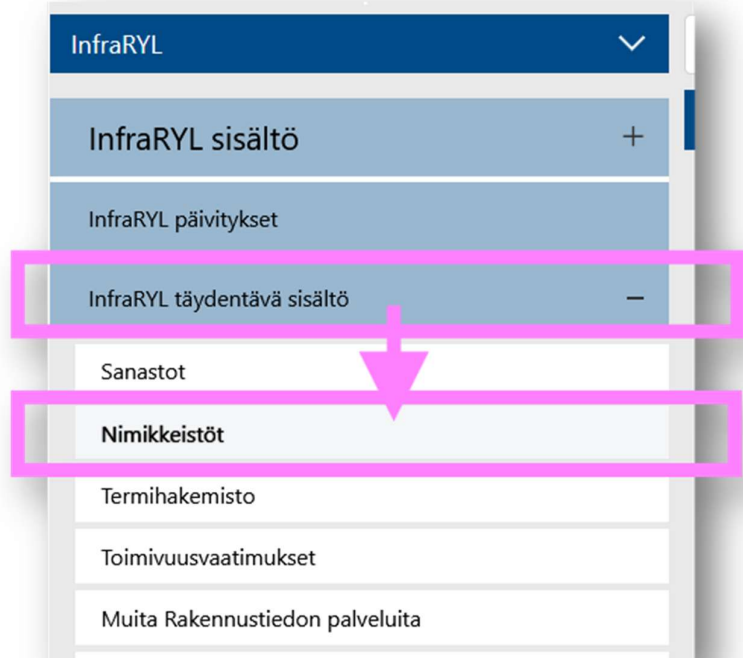 InfraRYL
InfraRYL sisältö
InfraRYL päivitykset
InfraRYL täydentävä sisältö
Sanastot
Nimikkeistöt
Termihakemisto
Toimivuusvaatimukset
Muita Rakennustiedon palveluita